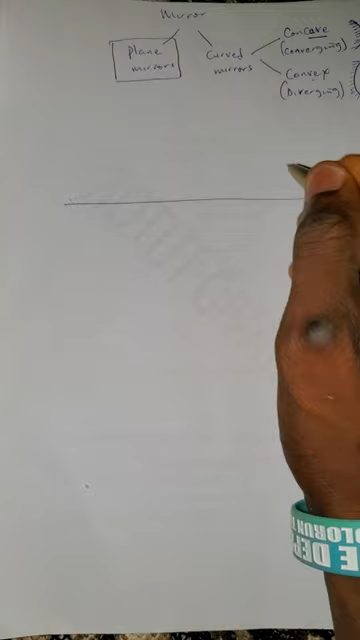 Mirror
Plane
mirrors
Curved
mirrors
Concave
(Converging)
Convex
(Diverging)